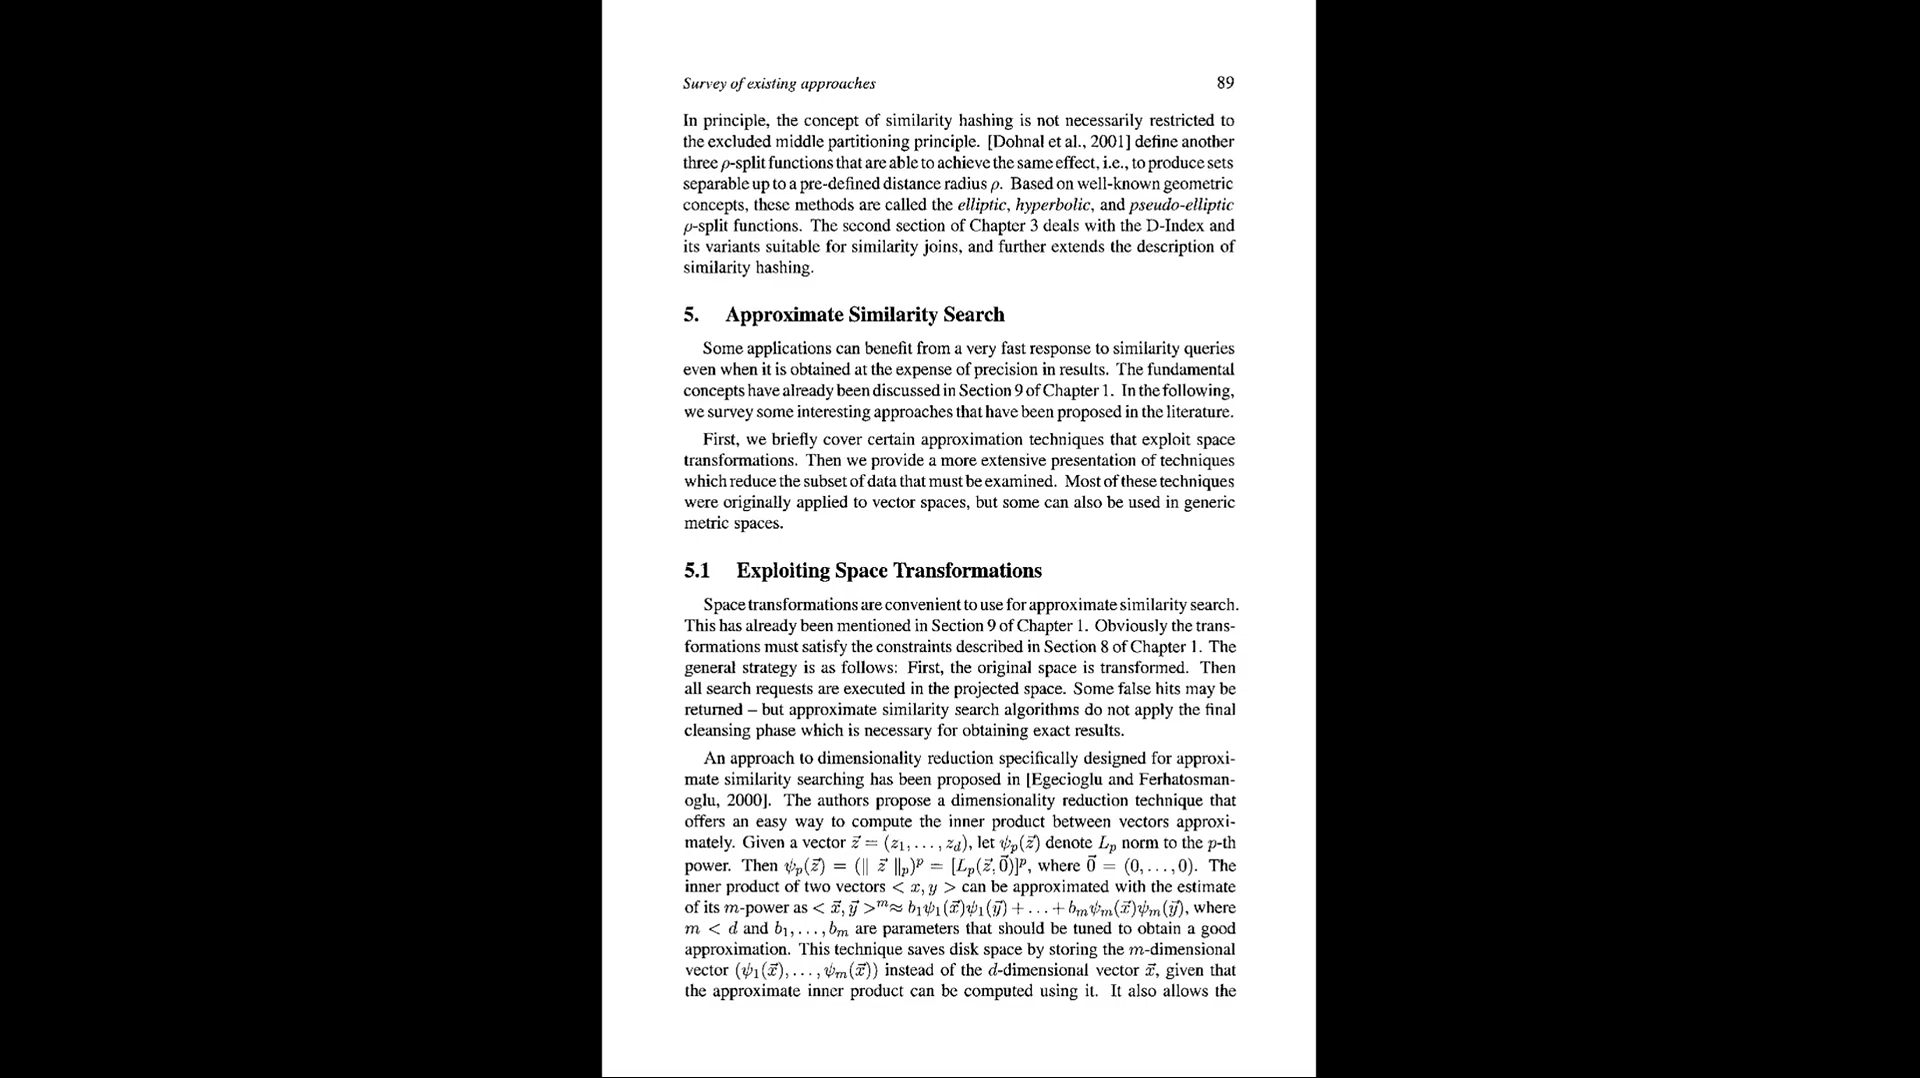 Survey of existing approaches 89
In principle, the concept of similarity hashing is not necessarily restricted to
the excluded middle partitioning principle. [Dohnal et al., 2001] define another
three ρ-split functions that are able to achieve the same effect, i.e., to produce sets
separable up to a pre-defined distance radius ρ. Based on well-known geometric
concepts, these methods are called the elliptic, hyperbolic, and pseudo-elliptic
ρ-split functions. The second section of Chapter 3 deals with the D-Index and
its variants suitable for similarity joins, and further extends the description of
similarity hashing.
5. Approximate Similarity Search
Some applications can benefit from a very fast response to similarity queries
even when it is obtained at the expense of precision in results. The fundamental
concepts have already been discussed in Section 9 of Chapter 1. In the following,
we survey some interesting approaches that have been proposed in the literature.
First, we briefly cover certain approximation techniques that exploit space
transformations. Then we provide a more extensive presentation of techniques
which reduce the subset of data that must be examined. Most of these techniques
were originally applied to vector spaces, but some can also be used in generic
metric spaces.
5.1 Exploiting Space Transformations
Space transformations are convenient to use for approximate similarity search.
This has already been mentioned in Section 9 of Chapter 1. Obviously the trans-
formations must satisfy the constraints described in Section 8 of Chapter 1. The
general strategy is as follows: First, the original space is transformed. Then
all search requests are executed in the projected space. Some false hits may be
returned – but approximate similarity search algorithms do not apply the final
cleansing phase which is necessary for obtaining exact results.
An approach to dimensionality reduction specifically designed for approxi-
mate similarity searching has been proposed in [Egecioglu and Ferhatosman-
oglu, 2000]. The authors propose a dimensionality reduction technique that
offers an easy way to compute the inner product between vectors approxi-
mately. Given a vector z⃗ = (z₁, . . . , z_d), let ψₚ(z⃗) denote Lₚ norm to the p-th
power. Then ψₚ(z⃗) = (‖ z⃗ ‖ₚ)ᵖ = [Lₚ(z⃗, 0⃗)]ᵖ, where 0⃗ = (0, . . . , 0). The
inner product of two vectors < x, y > can be approximated with the estimate
of its m-power as < x⃗, y⃗ >ᵐ≈ b₁ψ₁(x⃗)ψ₁(y⃗) + . . . + bₘψₘ(x⃗)ψₘ(y⃗), where
m < d and b₁, . . . , bₘ are parameters that should be tuned to obtain a good
approximation. This technique saves disk space by storing the m-dimensional
vector (ψ₁(x⃗), . . . , ψₘ(x⃗)) instead of the d-dimensional vector x⃗, given that
the approximate inner product can be computed using it. It also allows the